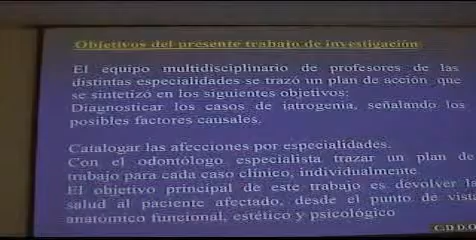 Objetivos del presente trabajo de investigación
El equipo multidisciplinario de profesores de las
distintas especialidades se trazó un plan de acción que
se sintetizó en los siguientes objetivos:
Diagnosticar los casos de iatrogenia, señalando los
posibles factores causales.
Catalogar las afecciones por especialidades.
Con el odontólogo especialista trazar un plan de
trabajo para cada caso clínico, individualmente
El objetivo principal de este trabajo es devolver la
salud al paciente afectado, desde el punto de vista
anatómico funcional, estético y psicológico